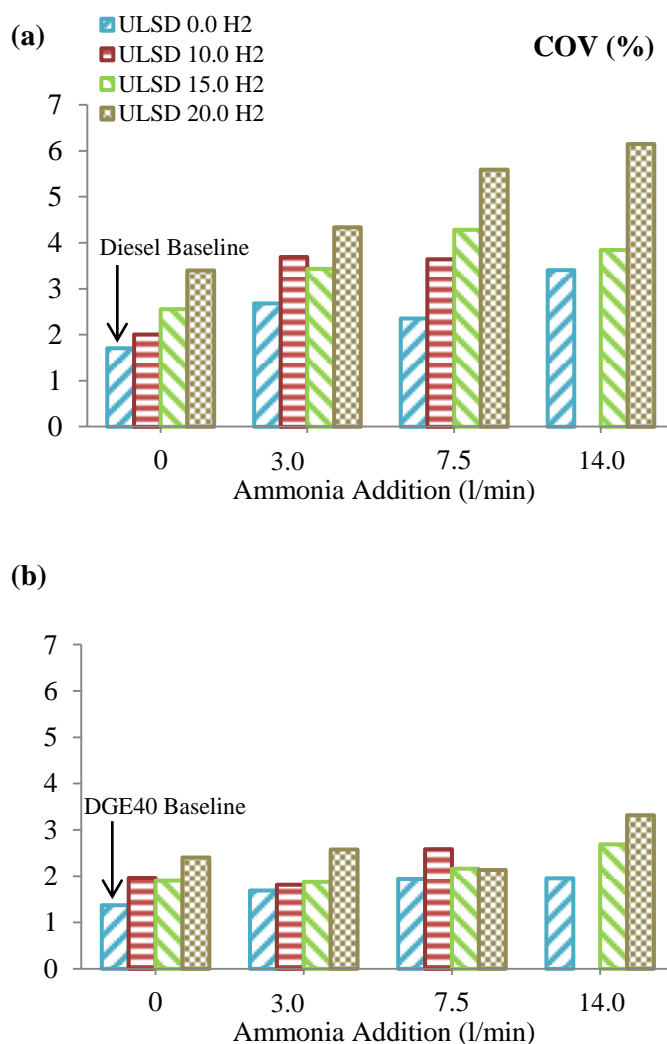 (a)
ULSD 0.0 H2
ULSD 10.0 H2
ULSD 15.0 H2
ULSD 20.0 H2
COV (%)
7
6
5
4
3
2
1
0
Diesel Baseline
0 3.0 7.5 14.0
Ammonia Addition (l/min)
(b)
7
6
5
4
3
2
1
0
DGE40 Baseline
0 3.0 7.5 14.0
Ammonia Addition (l/min)